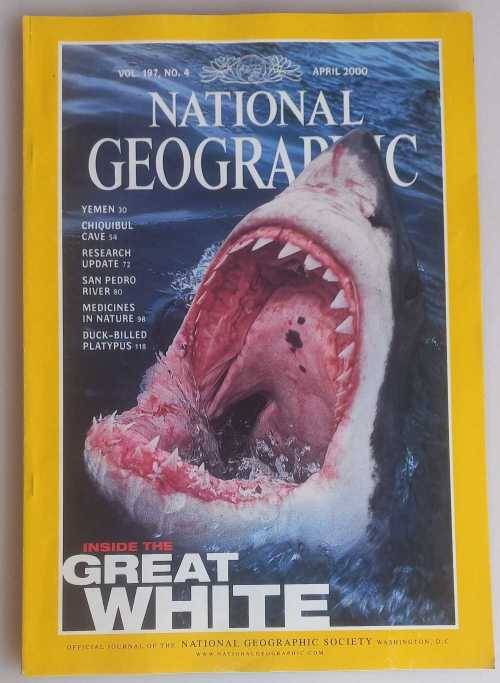 VOL. 197, NO. 4
APRIL 2000
NATIONAL
GEOGRAPHIC
YEMEN 30
CHIQUIBUL
CAVE 54
RESEARCH
UPDATE 72
SAN PEDRO
RIVER 80
MEDICINES
IN NATURE 98
DUCK-BILLED
PLATYPUS 118
INSIDE THE
GREAT
WHITE
OFFICIAL JOURNAL OF THE NATIONAL GEOGRAPHIC SOCIETY WASHINGTON, D.C.
WWW.NATIONALGEOGRAPHIC.COM